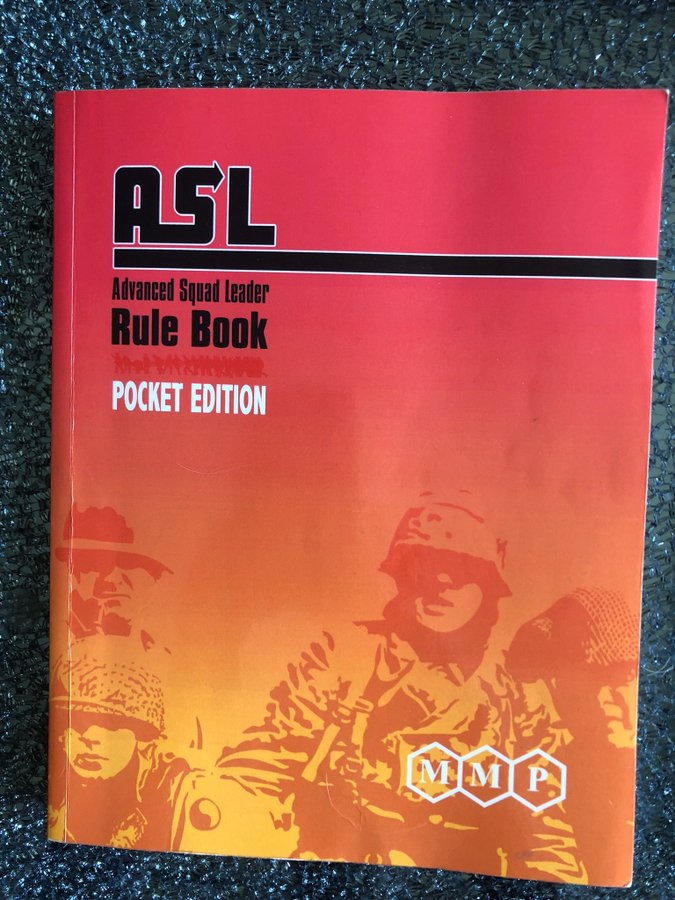 ASL
Advanced Squad Leader
Rule Book
POCKET EDITION
MMP